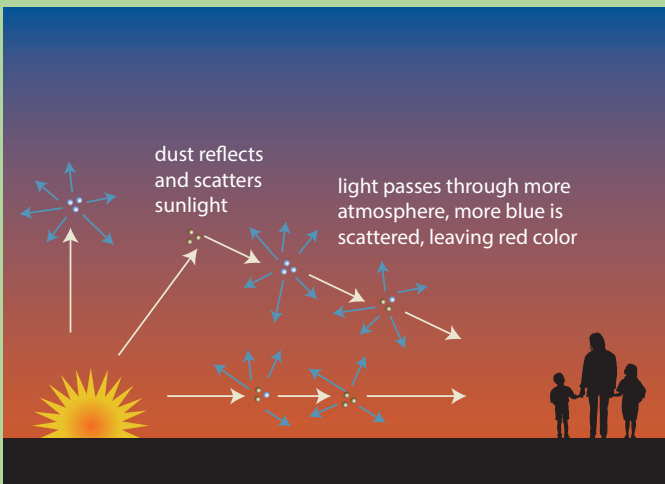 dust reflects
and scatters
sunlight
light passes through more
atmosphere, more blue is
scattered, leaving red color